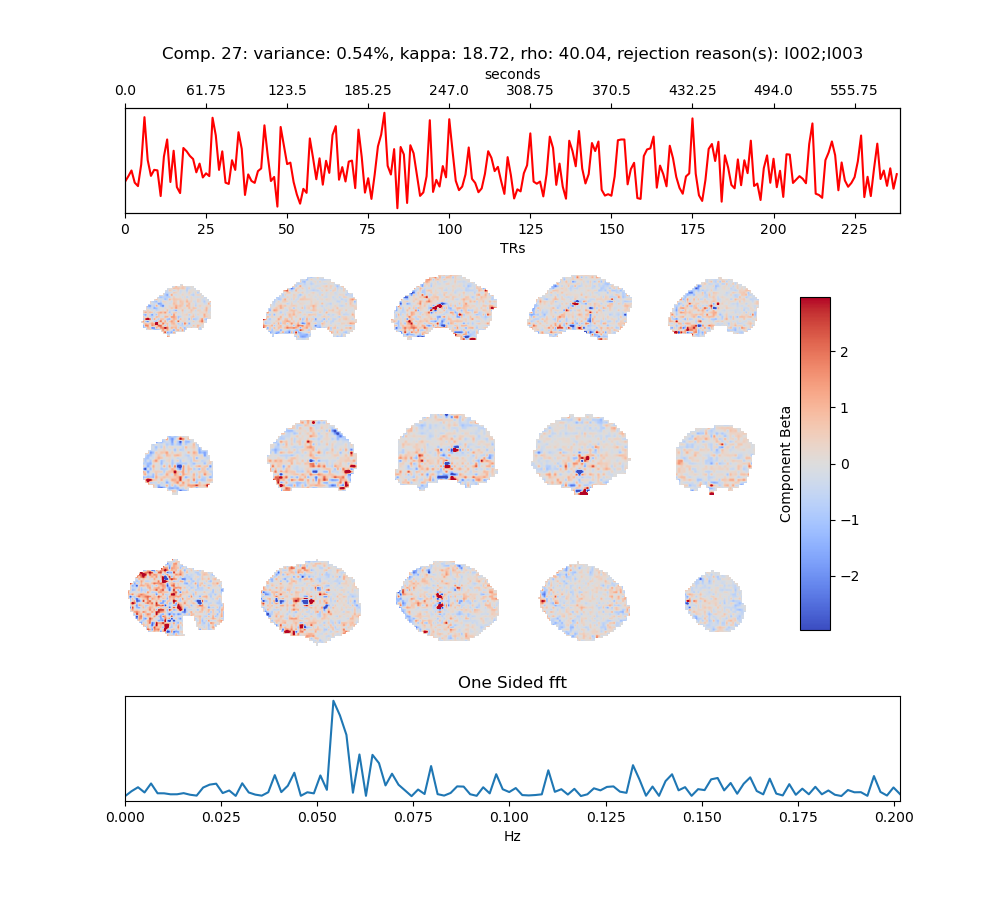 Comp. 27: variance: 0.54%, kappa: 18.72, rho: 40.04, rejection reason(s): I002;I003
seconds
0.0 61.75 123.5 185.25 247.0 308.75 370.5 432.25 494.0 555.75
0 25 50 75 100 125 150 175 200 225
TRs
2
1
0
−1
−2
Component Beta
One Sided fft
0.000 0.025 0.050 0.075 0.100 0.125 0.150 0.175 0.200
Hz